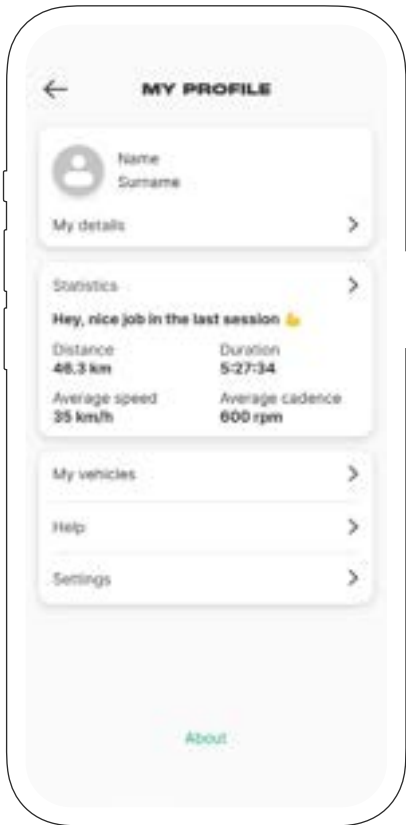 MY PROFILE
Name
Surname
My details
Statistics
Hey, nice job in the last session 💪
Distance
Duration
46.3 km
5:27:34
Average speed
Average cadence
35 km/h
600 rpm
My vehicles
Help
Settings
About